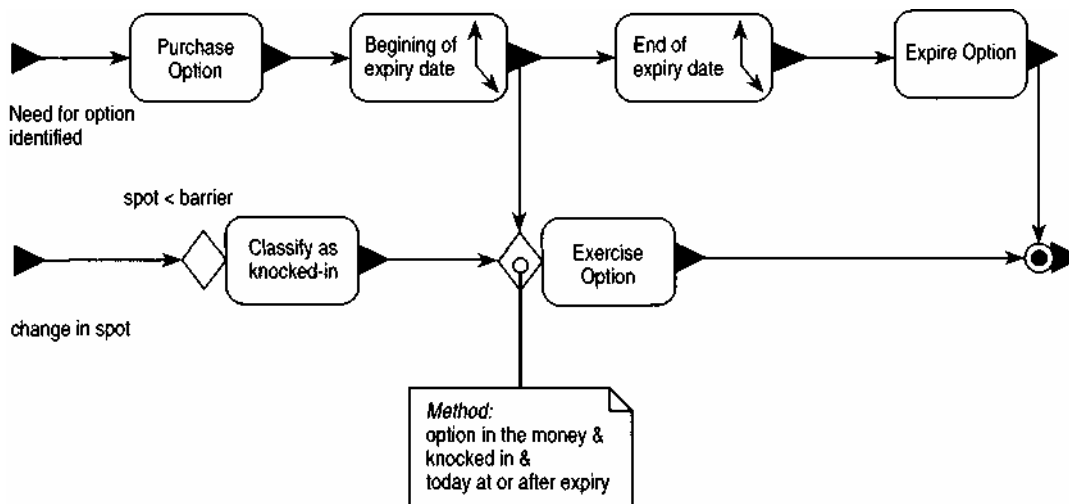 Purchase
Option
Begining of
expiry date
End of
expiry date
Expire Option
Need for option
identified
spot < barrier
Classify as
knocked-in
Exercise
Option
change in spot
Method:
option in the money &
knocked in &
today at or after expiry